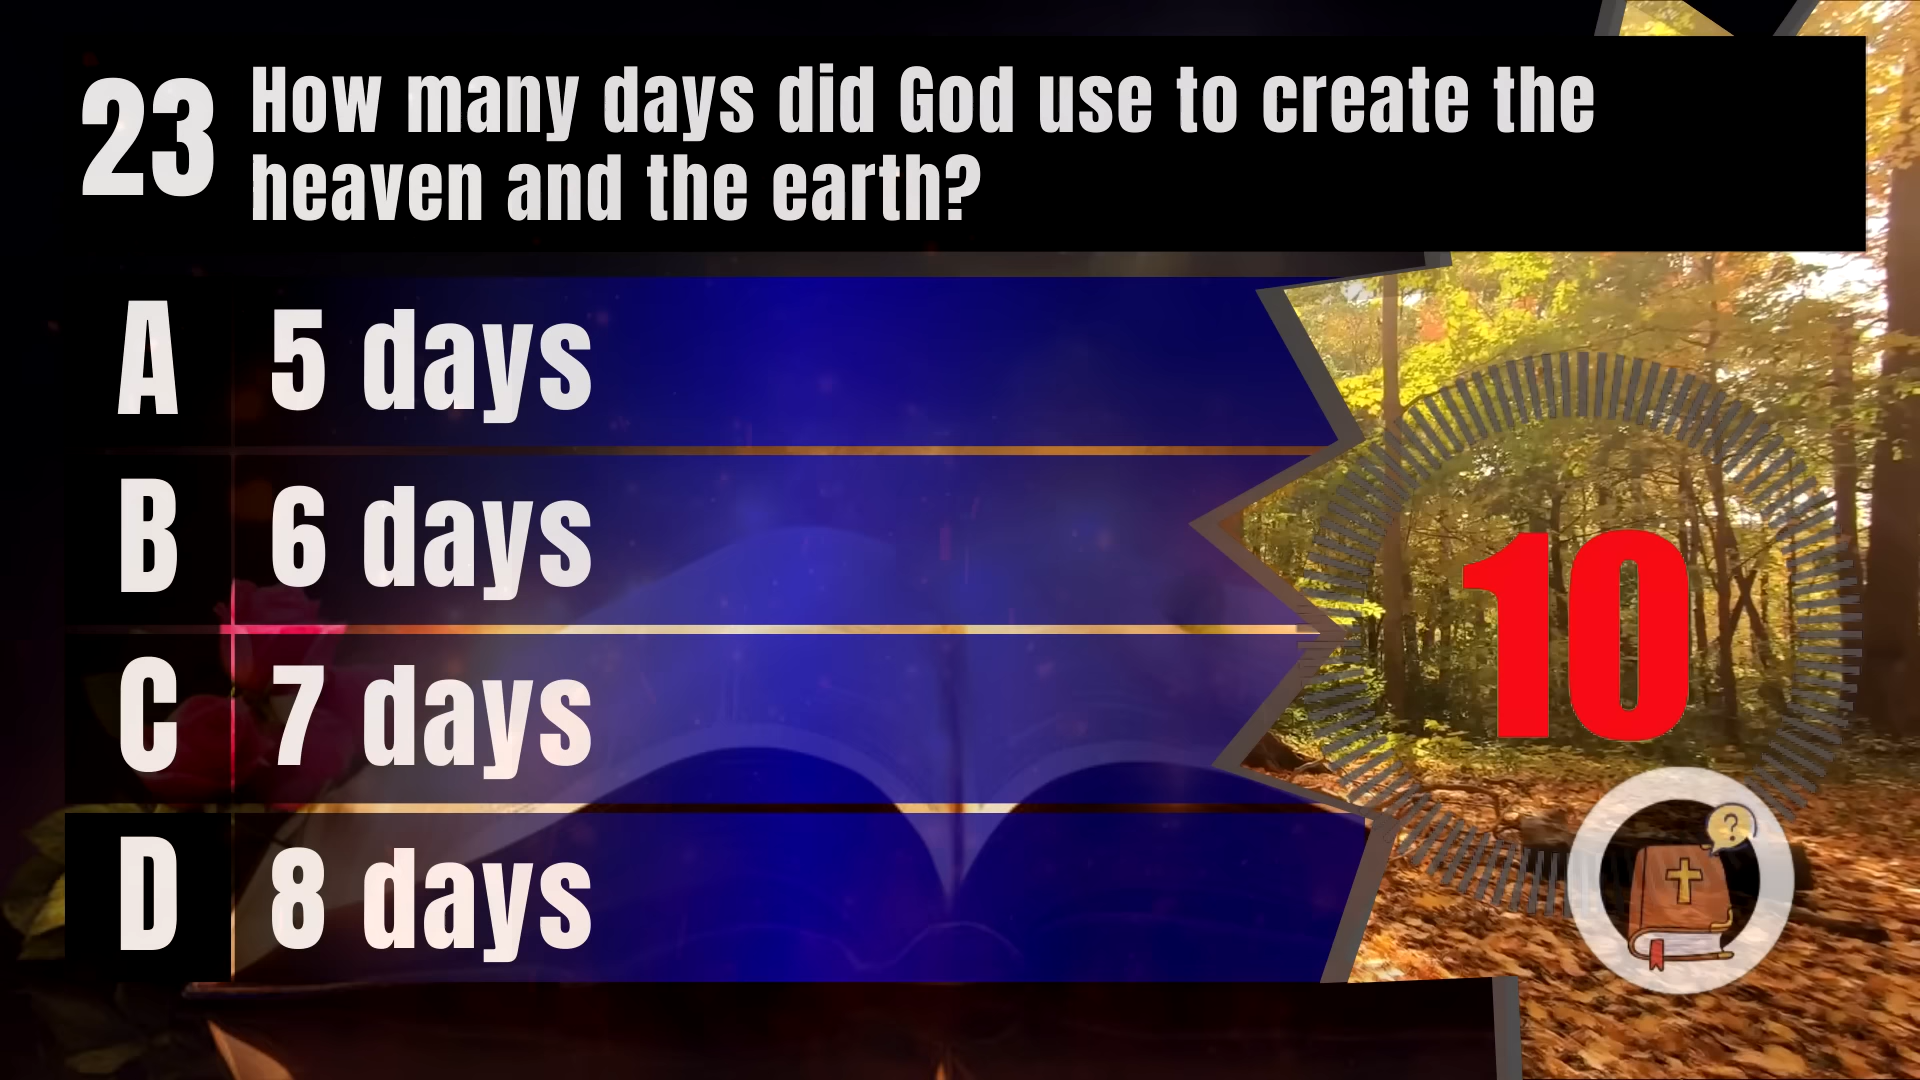 23
How many days did God use to create the
heaven and the earth?
A 5 days
B 6 days
C 7 days
D 8 days
10
?